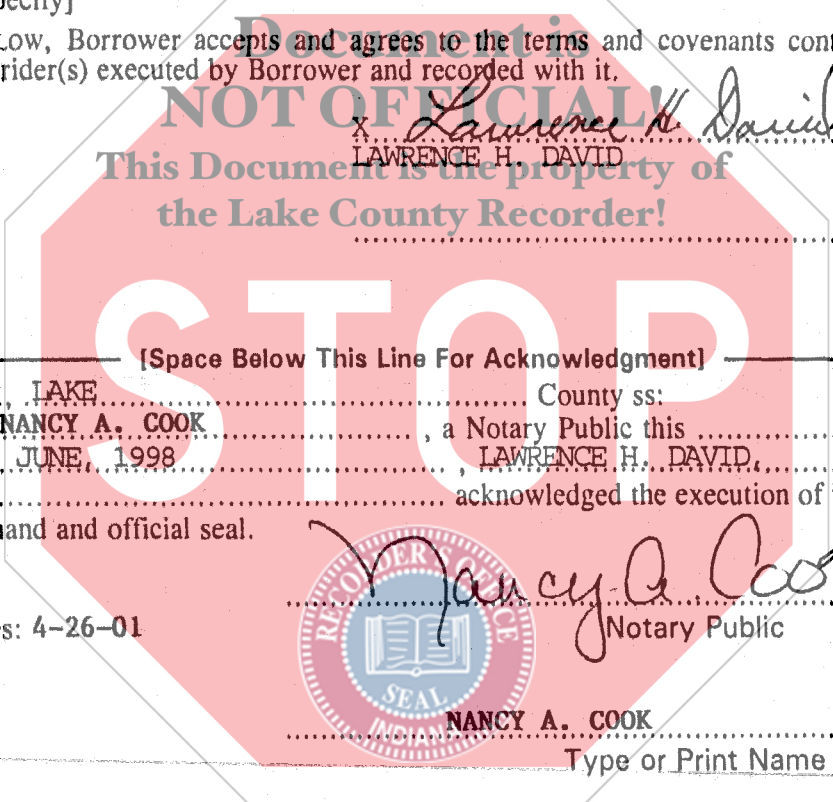 ecify]
Low, Borrower accepts and agrees to the terms and covenants cont
rider(s) executed by Borrower and recorded with it.
Document is
NOT OFFICIAL!
This Document is the property of
the Lake County Recorder!
x Lawrence H. David
LAWRENCE H. DAVID
STOP
[Space Below This Line For Acknowledgment]
, LAKE County ss:
NANCY A. COOK , a Notary Public this
JUNE, 1998 , LAWRENCE H. DAVID,
acknowledged the execution of
and and official seal.
Nancy A. Coo
s: 4-26-01
Notary Public
RECORDER'S OFFICE
SEAL
INDIANA
NANCY A. COOK
Type or Print Name